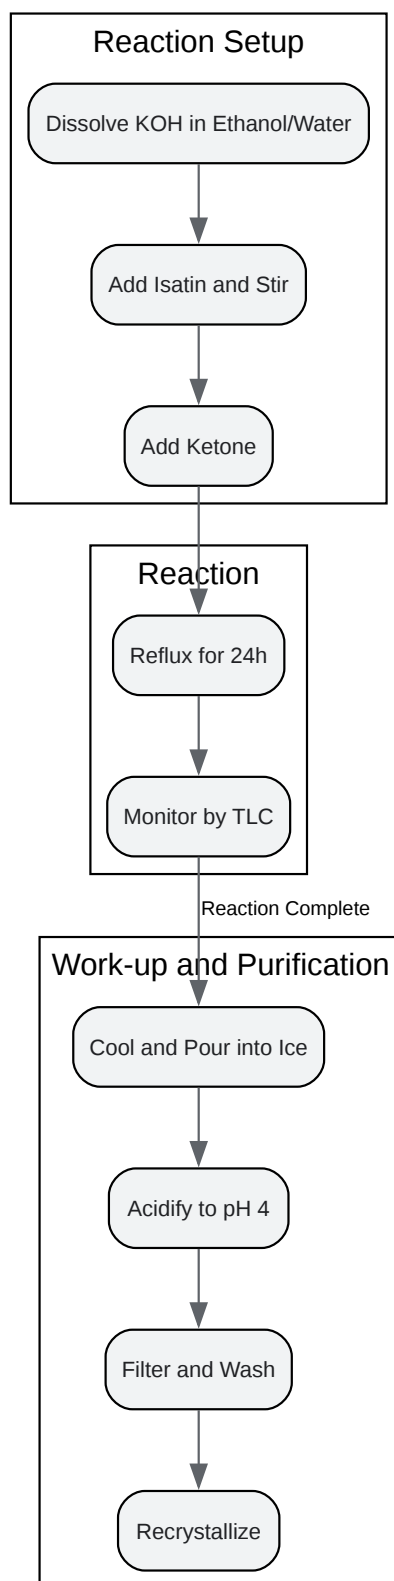 Reaction Setup
Dissolve KOH in Ethanol/Water
Add Isatin and Stir
Add Ketone
Reaction
Reflux for 24h
Monitor by TLC
Reaction Complete
Work-up and Purification
Cool and Pour into Ice
Acidify to pH 4
Filter and Wash
Recrystallize